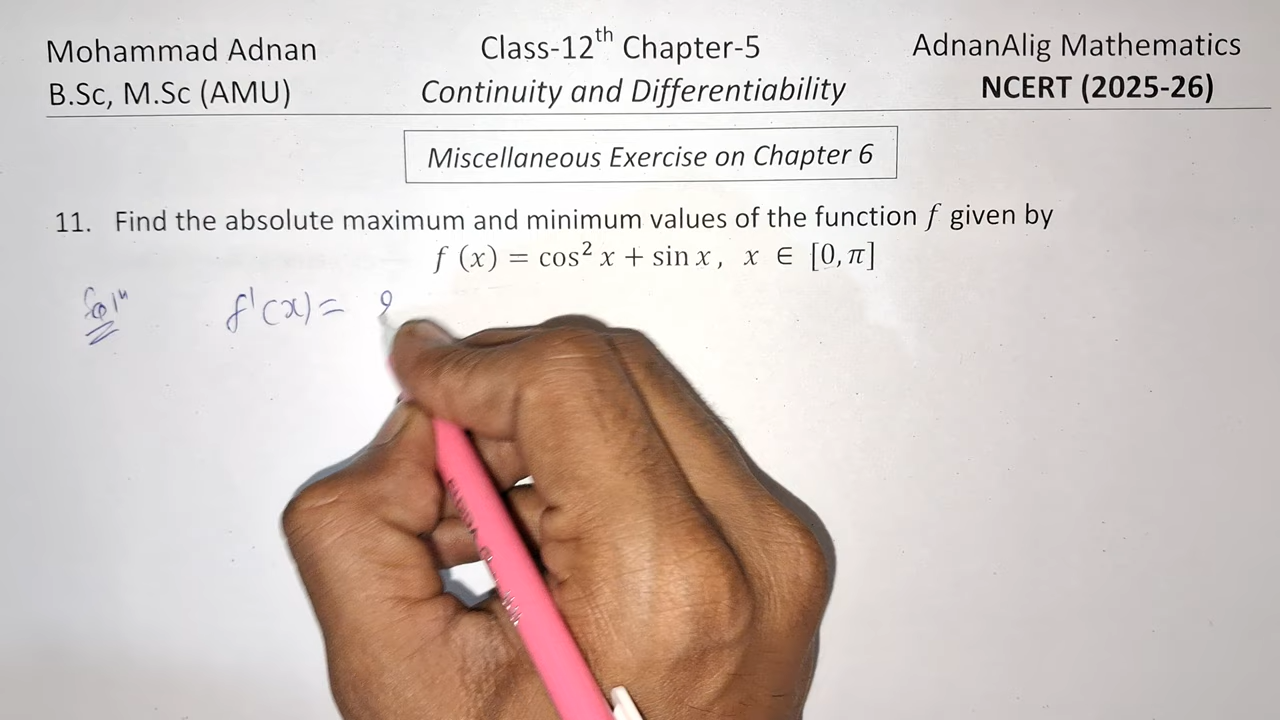 Mohammad Adnan
B.Sc, M.Sc (AMU)
Class-12th Chapter-5
Continuity and Differentiability
AdnanAlig Mathematics
NCERT (2025-26)
Miscellaneous Exercise on Chapter 6
11. Find the absolute maximum and minimum values of the function f given by
f (x) = cos² x + sin x , x ∈ [0, π]
Solⁿ f'(x) =